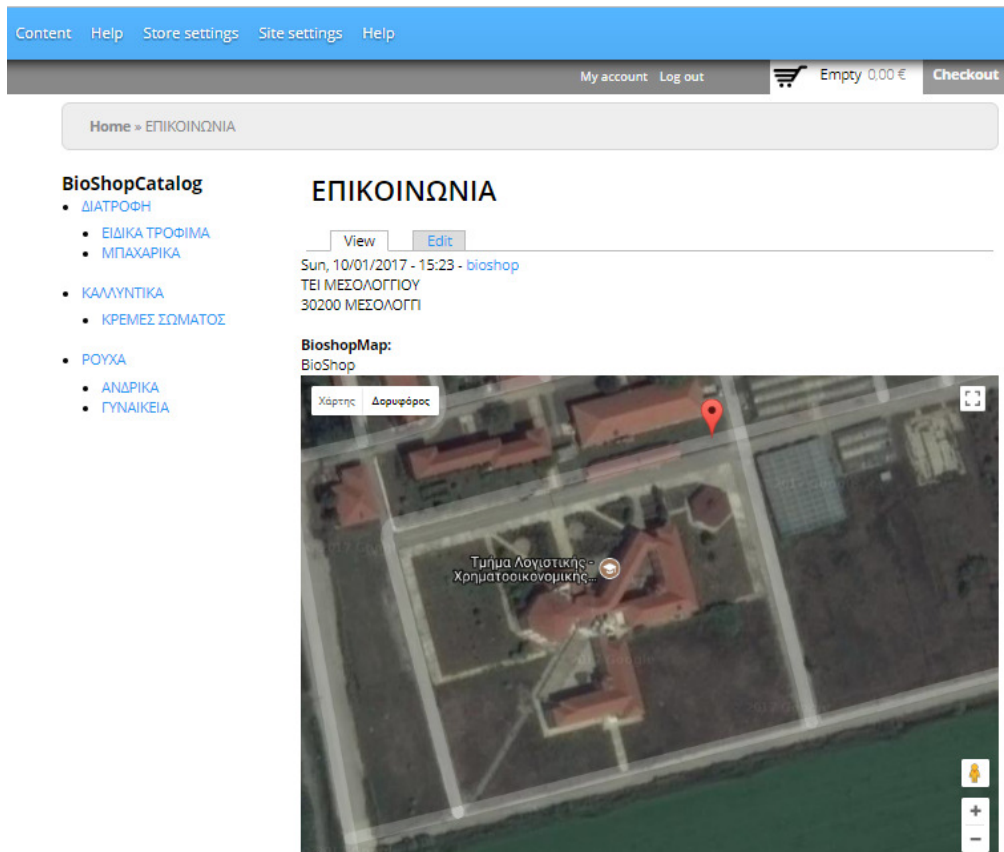 Content Help Store settings Site settings Help
My account Log out Empty 0,00 € Checkout
Home » ΕΠΙΚΟΙΝΩΝΙΑ
BioShopCatalog
ΔΙΑΤΡΟΦΗ
ΕΙΔΙΚΑ ΤΡΟΦΙΜΑ
ΜΠΑΧΑΡΙΚΑ
ΚΑΛΛΥΝΤΙΚΑ
ΚΡΕΜΕΣ ΣΩΜΑΤΟΣ
ΡΟΥΧΑ
ΑΝΔΡΙΚΑ
ΓΥΝΑΙΚΕΙΑ
ΕΠΙΚΟΙΝΩΝΙΑ
View Edit
Sun, 10/01/2017 - 15:23 - bioshop
ΤΕΙ ΜΕΣΟΛΟΓΓΙΟΥ
30200 ΜΕΣΟΛΟΓΓΙ
BioshopMap:
BioShop
Χάρτης Δορυφόρος
Τμήμα Λογιστικής -
Χρηματοοικονομικής...